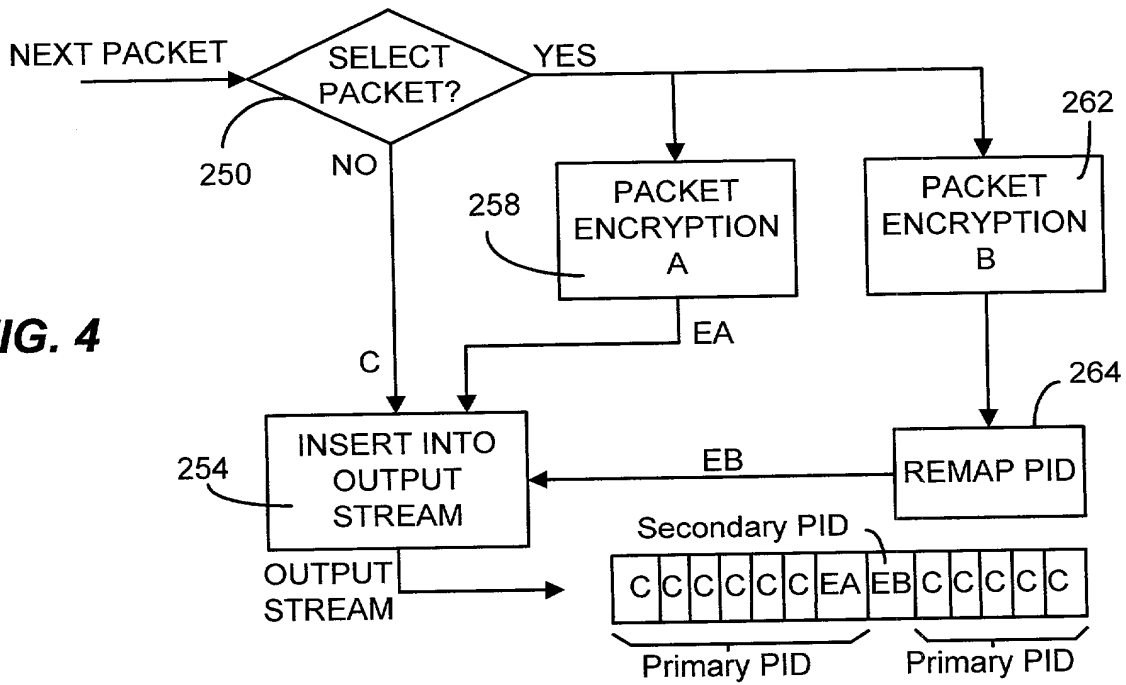 NEXT PACKET
SELECT
PACKET?
YES
250
NO
262
258
PACKET
ENCRYPTION
A
PACKET
ENCRYPTION
B
IG. 4
C
EA
264
254
INSERT INTO
OUTPUT
STREAM
EB
REMAP PID
Secondary PID
OUTPUT
STREAM
C C C C C C EA EB C C C C C
Primary PID
Primary PID